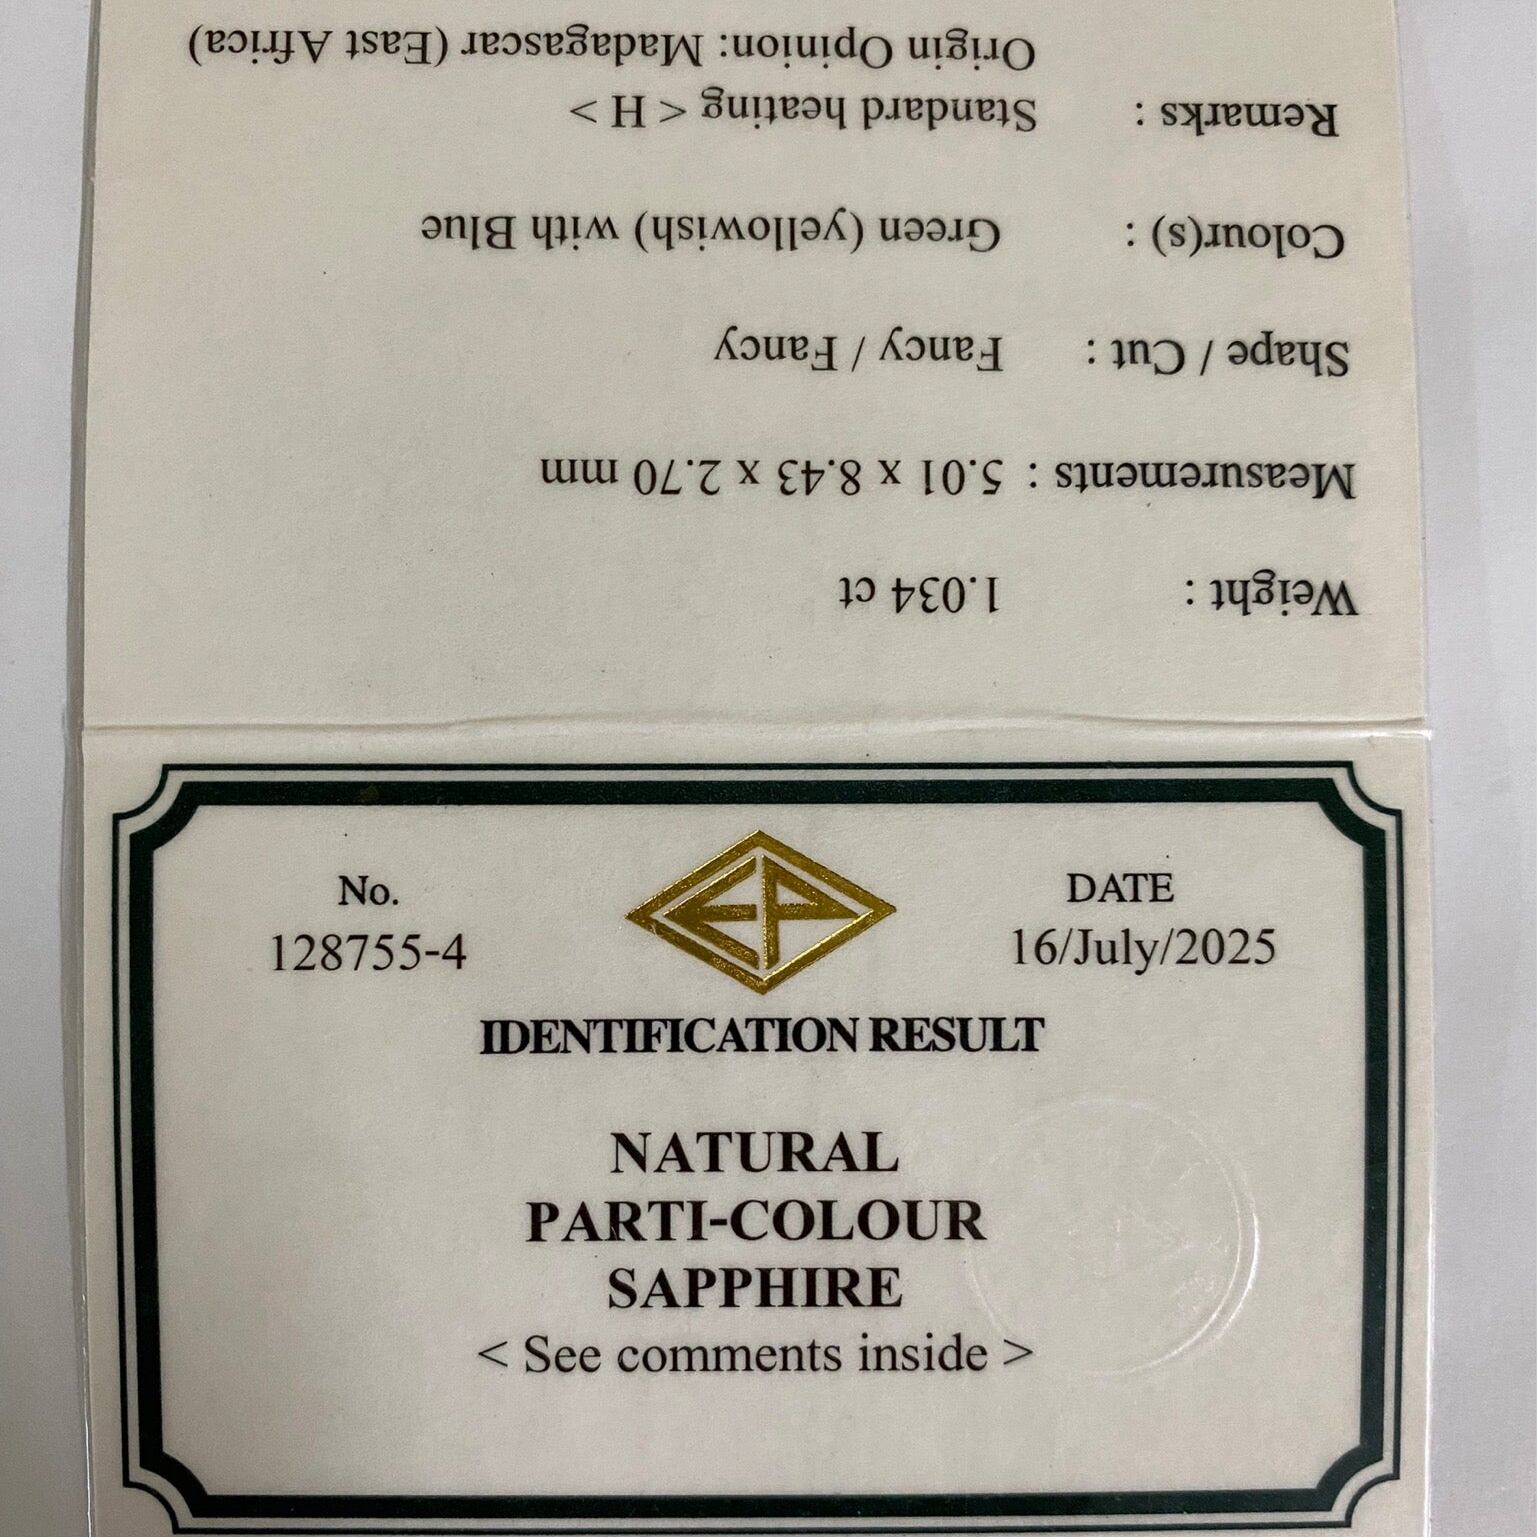 No.
128755-4
EP
DATE
16/July/2025
IDENTIFICATION RESULT
NATURAL
PARTI-COLOUR
SAPPHIRE
< See comments inside >
Weight : 1.034 ct
Measurements : 5.01 x 8.43 x 2.70 mm
Shape / Cut : Fancy / Fancy
Colour(s) : Green (yellowish) with Blue
Remarks : Standard heating < H >
Origin Opinion: Madagascar (East Africa)